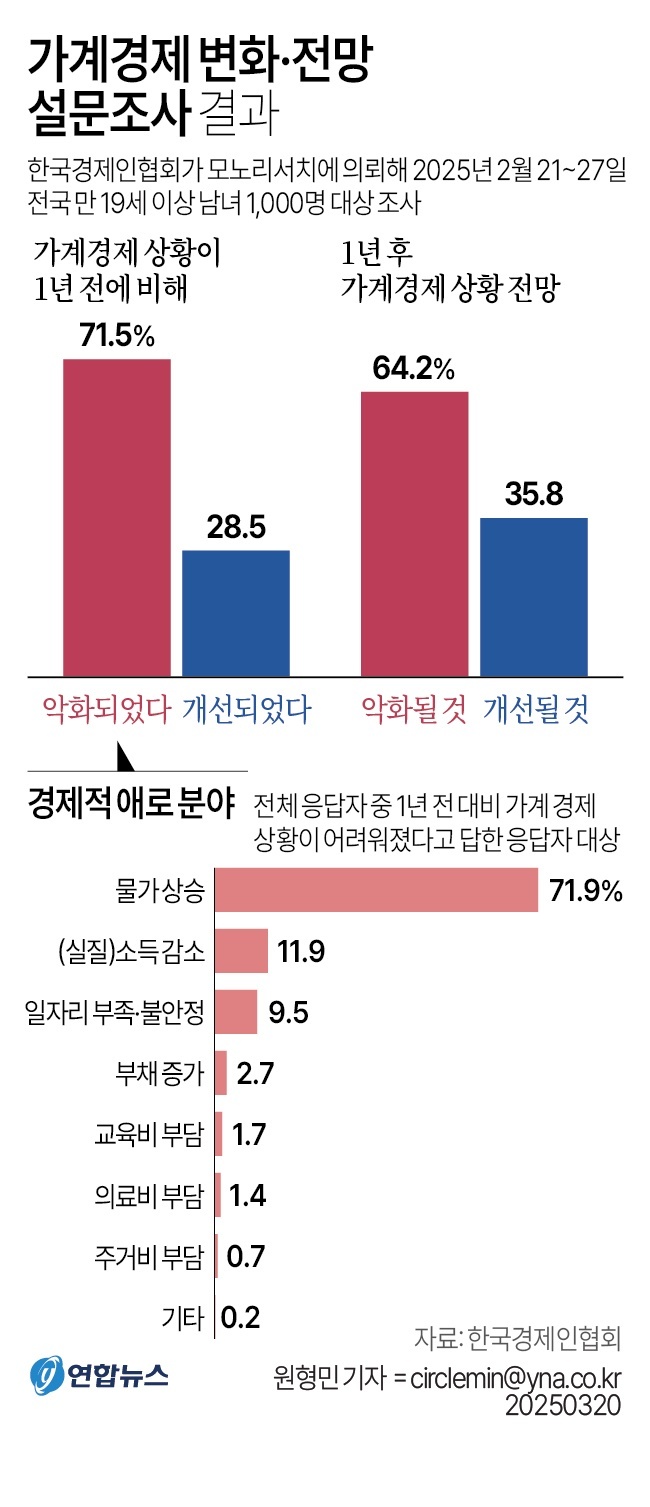 가계경제 변화·전망
설문조사 결과
한국경제인협회가 모노리서치에 의뢰해 2025년 2월 21~27일
전국 만 19세 이상 남녀 1,000명 대상 조사
가계경제 상황이
1년 전에 비해
71.5%
28.5
악화되었다 개선되었다
1년 후
가계경제 상황 전망
64.2%
35.8
악화될 것 개선될 것
경제적 애로 분야
전체 응답자 중 1년 전 대비 가계 경제
상황이 어려워졌다고 답한 응답자 대상
물가 상승 71.9%
(실질)소득 감소 11.9
일자리 부족·불안정 9.5
부채 증가 2.7
교육비 부담 1.7
의료비 부담 1.4
주거비 부담 0.7
기타 0.2
자료: 한국경제인협회
y 연합뉴스
원형민 기자 = circlemin@yna.co.kr
20250320